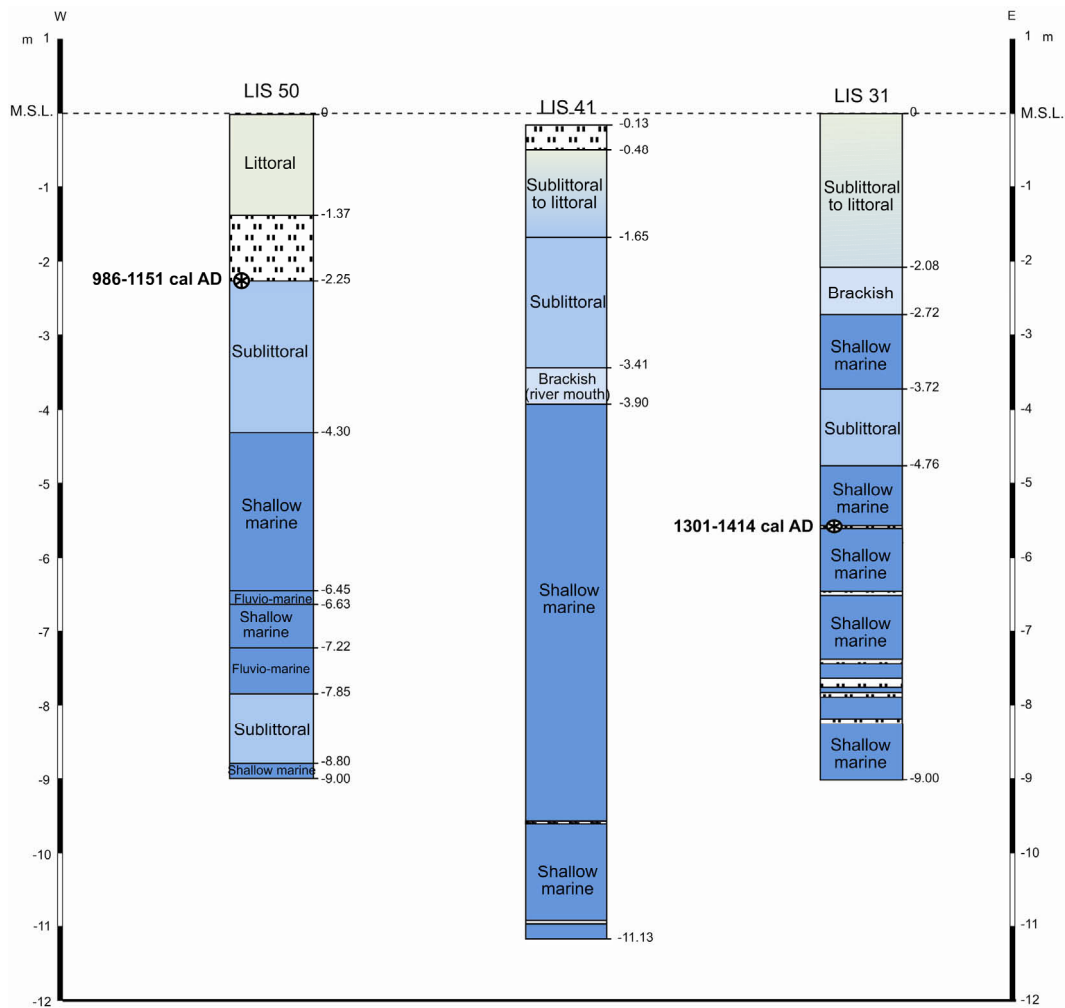 W
E
m 1
1 m
LIS 50
LIS 41
LIS 31
M.S.L.
0
0
M.S.L.
-0.13
-0.48
Littoral
Sublittoral
to littoral
Sublittoral
to littoral
-1
-1
-1.37
-1.65
-2
-2.08
-2
986-1151 cal AD
-2.25
Brackish
-2.72
Sublittoral
Sublittoral
-3
-3
Shallow
marine
-3.41
Brackish
(river mouth)
-3.72
-3.90
-4
-4
-4.30
Sublittoral
-4.76
-5
-5
Shallow
marine
Shallow
marine
1301-1414 cal AD
-6
-6
Shallow
marine
-6.45
Fluvio-marine
-6.63
Shallow
marine
Shallow
marine
Shallow
marine
-7
-7
-7.22
Fluvio-marine
-7.85
-8
-8
Sublittoral
-8.80
Shallow marine
-9.00
Shallow
marine
-9.00
-9
-9
-10
-10
Shallow
marine
-11
-11
-11.13
-12
-12